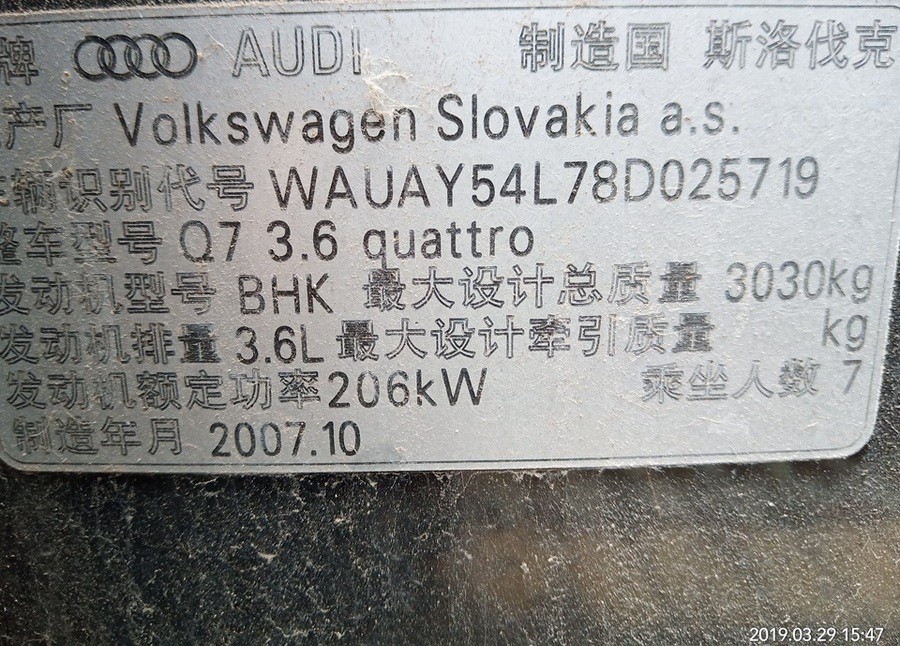 牌 AUDI 制造国 斯洛伐克
产厂 Volkswagen Slovakia a.s.
车辆识别代号 WAUAY54L78D025719
整车型号 Q7 3.6 quattro
发动机型号 BHK 最大设计总质量 3030kg
发动机排量 3.6L 最大设计牵引质量 kg
发动机额定功率 206kW 乘坐人数 7
制造年月 2007.10
2019.03.29 15:47